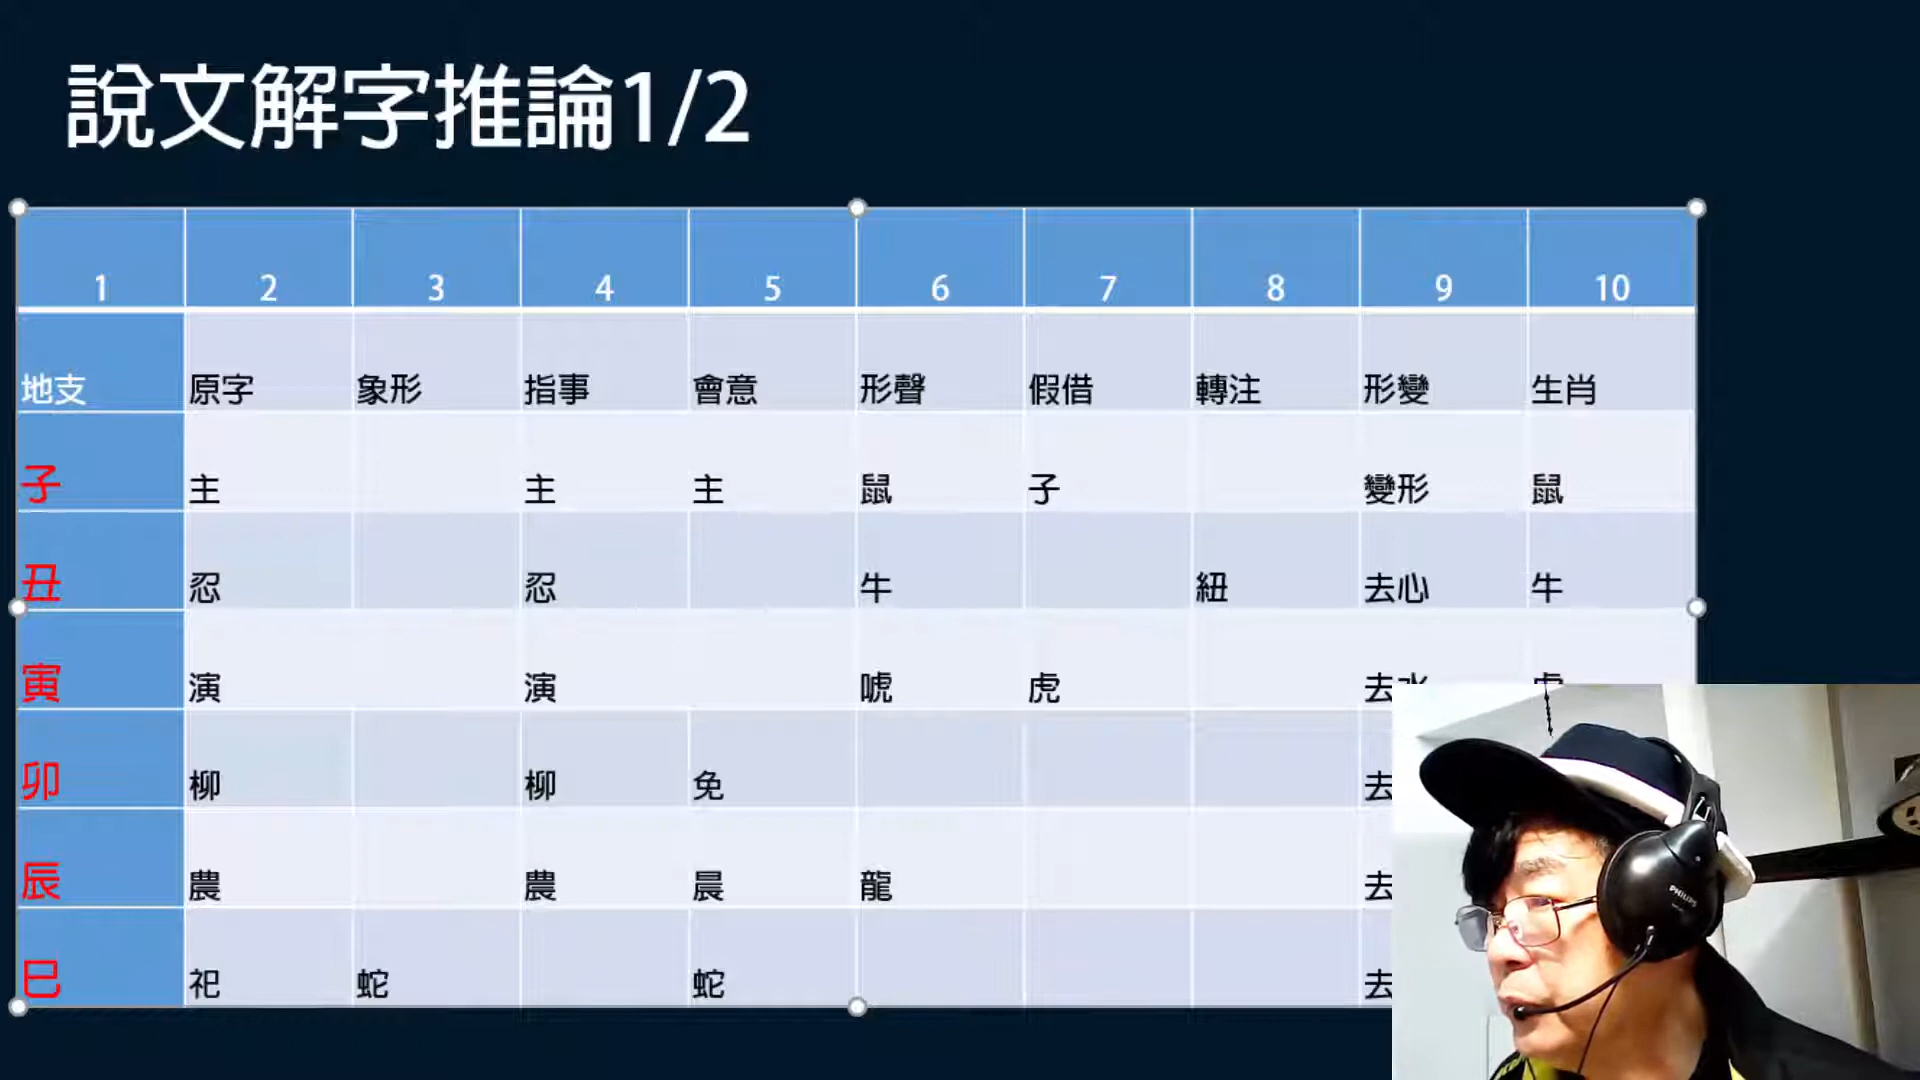 說文解字推論1/2
1 2 3 4 5 6 7 8 9 10
地支 原字 象形 指事 會意 形聲 假借 轉注 形變 生肖
子 主 主 主 鼠 子 變形 鼠
丑 忍 忍 牛 紐 去心 牛
寅 演 演 唬 虎 去水 虎
卯 柳 柳 免 去
辰 農 農 晨 龍 去
巳 祀 蛇 蛇 去
PHILIPS